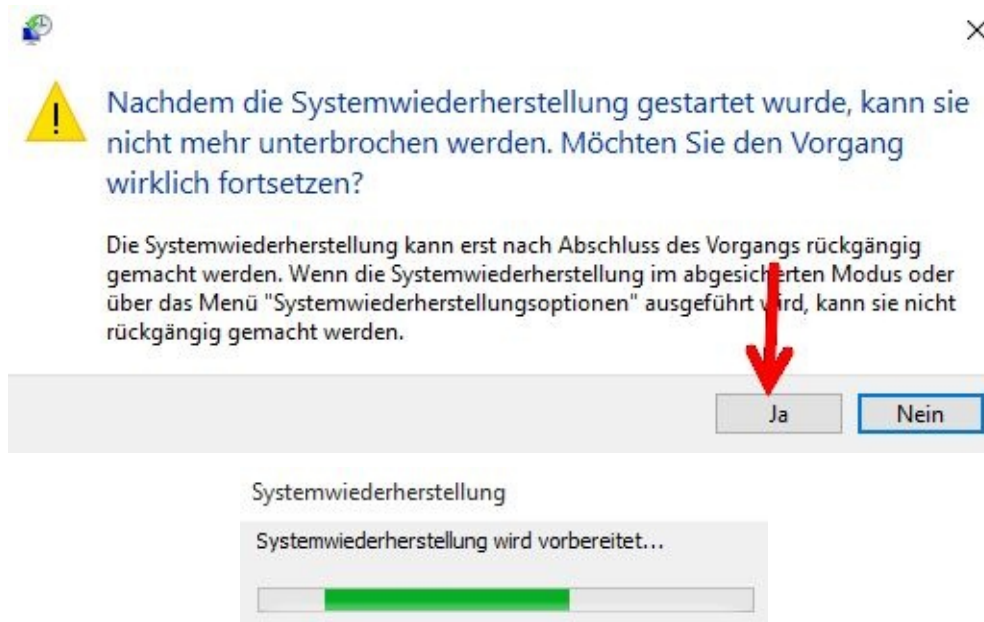 Nachdem die Systemwiederherstellung gestartet wurde, kann sie
nicht mehr unterbrochen werden. Möchten Sie den Vorgang
wirklich fortsetzen?
Die Systemwiederherstellung kann erst nach Abschluss des Vorgangs rückgängig
gemacht werden. Wenn die Systemwiederherstellung im abgesicherten Modus oder
über das Menü "Systemwiederherstellungsoptionen" ausgeführt wird, kann sie nicht
rückgängig gemacht werden.
Ja Nein
Systemwiederherstellung
Systemwiederherstellung wird vorbereitet...